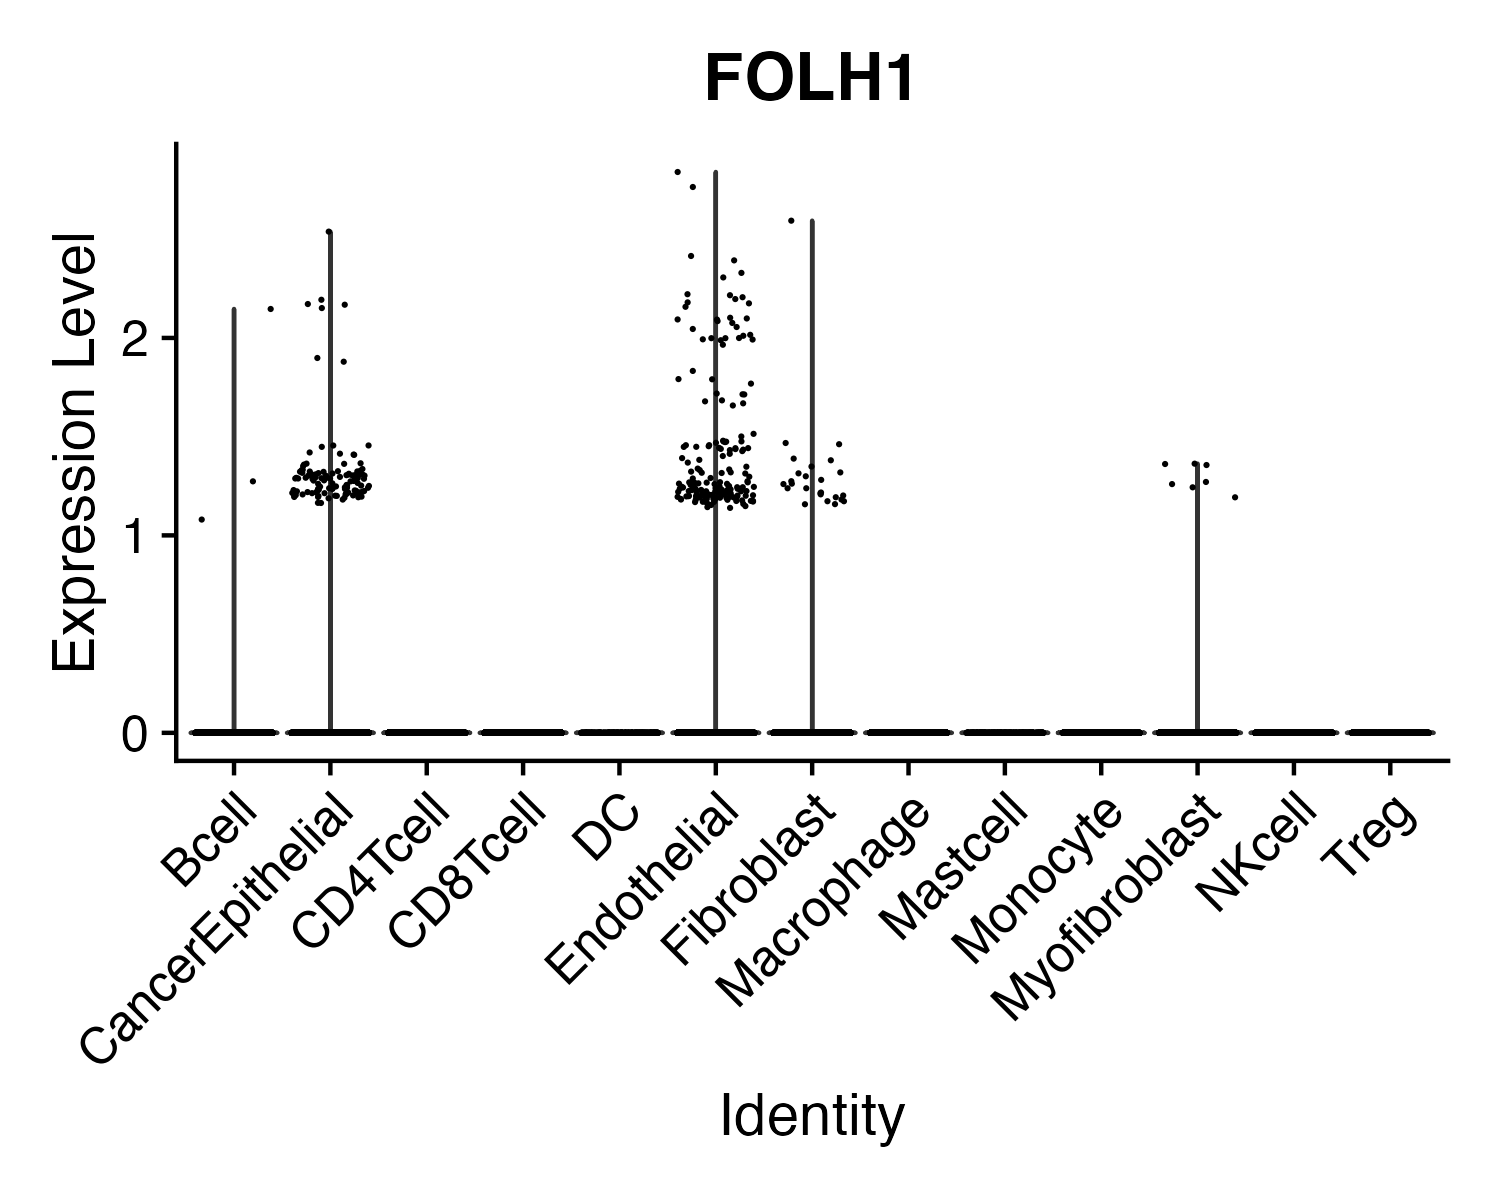 FOLH1
Expression Level
2
1
0
Bcell
CancerEpithelial
CD4Tcell
CD8Tcell
DC
Endothelial
Fibroblast
Macrophage
Mastcell
Monocyte
Myofibroblast
NKcell
Treg
Identity